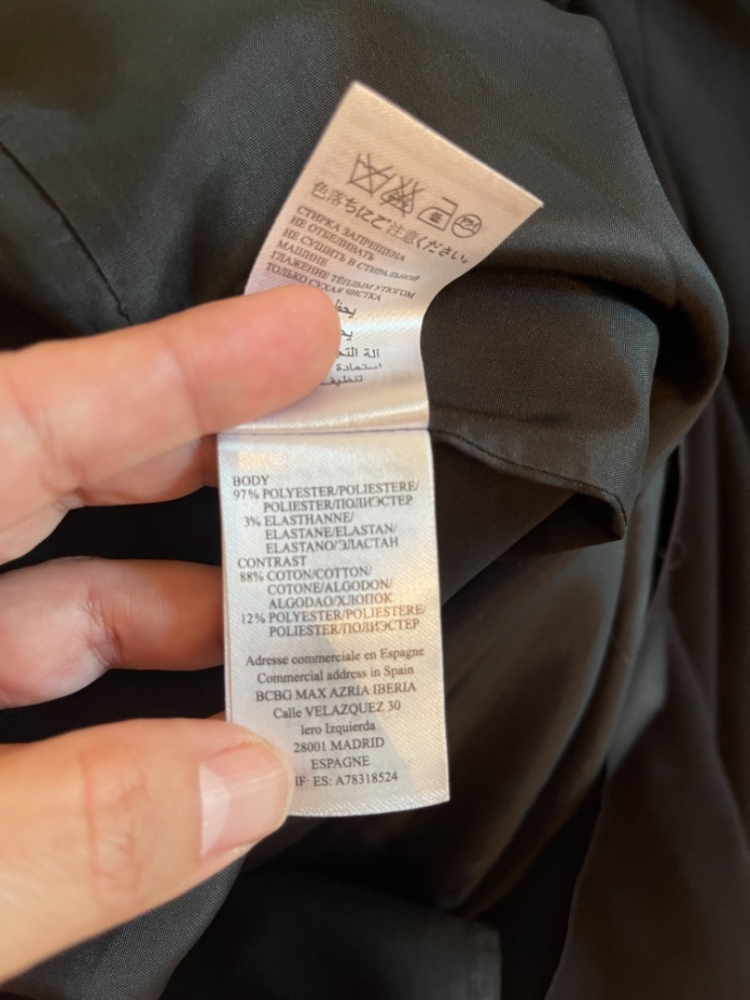 色落ちにご注意ください。
СТИРКА ЗАПРЕЩЕНА
НЕ ОТБЕЛИВАТЬ
НЕ СУШИТЬ В СТИРАЛЬНОЙ
МАШИНЕ
ГЛАЖЕНИЕ ТЁПЛЫМ УТЮГОМ
ТОЛЬКО СУХАЯ ЧИСТКА
استعادة
BODY
97% POLYESTER/POLIESTERE/
POLIESTER/ПОЛИЭСТЕР
3% ELASTHANNE/
ELASTANE/ELASTAN/
ELASTANO/ЭЛАСТАН
CONTRAST
88% COTON/COTTON/
COTONE/ALGODON/
ALGODAO/ХЛОПОК
12% POLYESTER/POLIESTERE/
POLIESTER/ПОЛИЭСТЕР
Adresse commerciale en Espagne
Commercial address in Spain
BCBG MAX AZRIA IBERIA
Calle VELAZQUEZ 30
lero Izquierda
28001 MADRID
ESPAGNE
IF· ES: A78318524